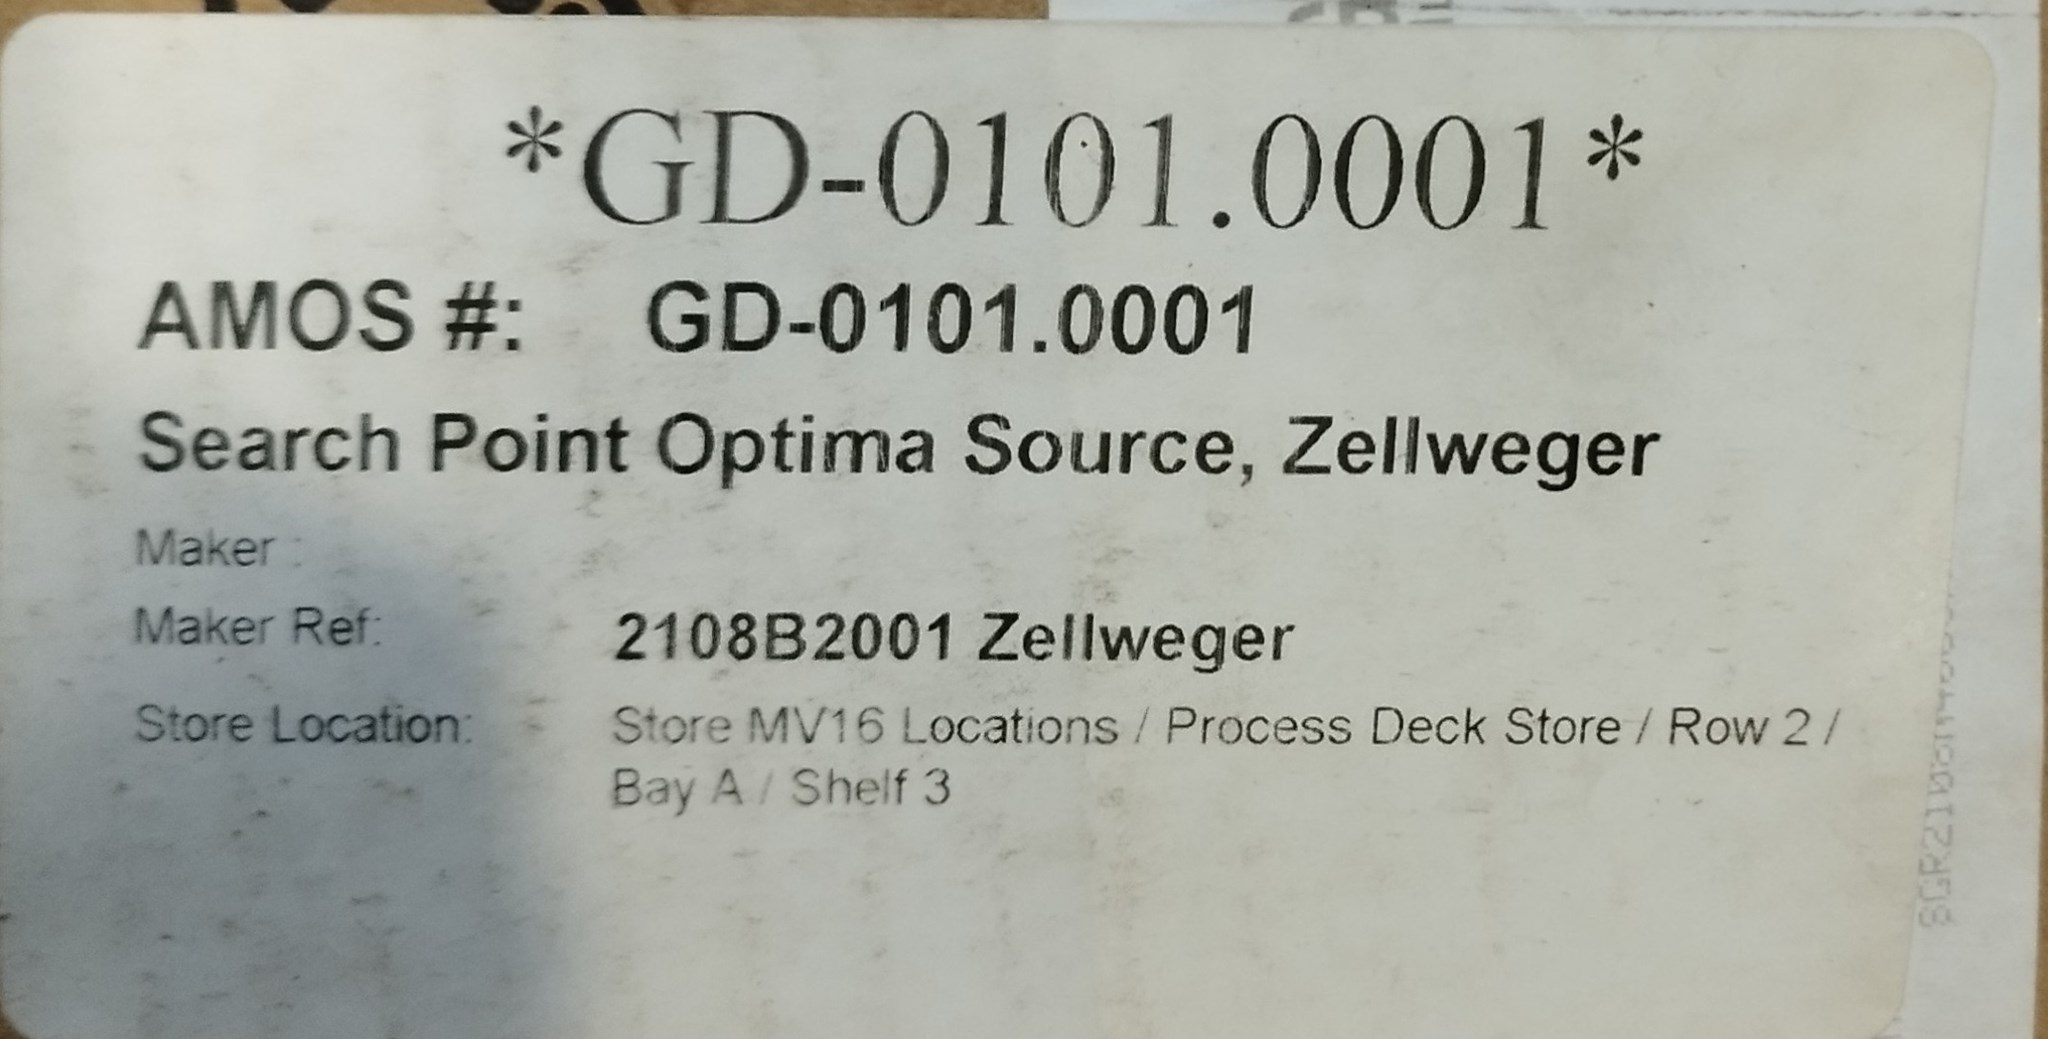 *GD-0101.0001*
AMOS #: GD-0101.0001
Search Point Optima Source, Zellweger
Maker :
Maker Ref: 2108B2001 Zellweger
Store Location: Store MV16 Locations / Process Deck Store / Row 2 /
Bay A / Shelf 3